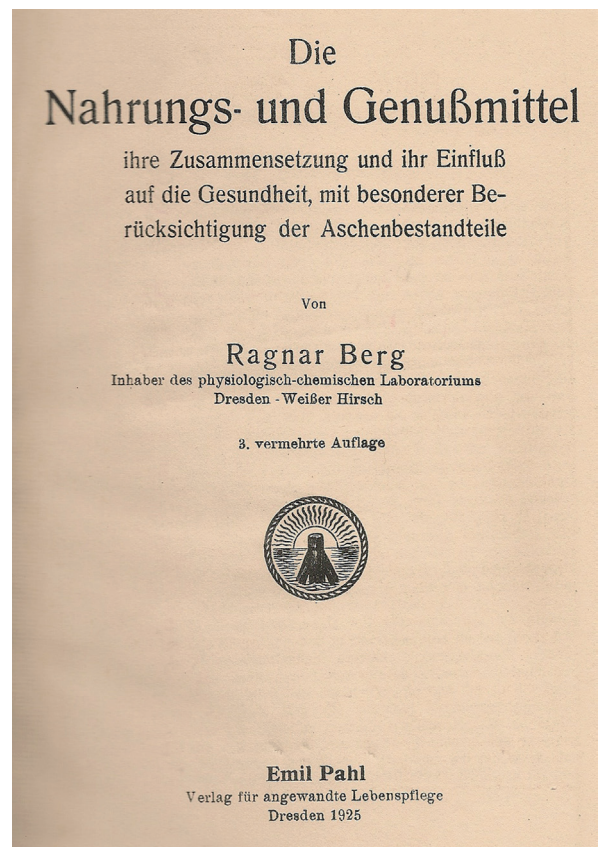 Die
Nahrungs- und Genußmittel
ihre Zusammensetzung und ihr Einfluß
auf die Gesundheit, mit besonderer Be-
rücksichtigung der Aschenbestandteile
Von
Ragnar Berg
Inhaber des physiologisch-chemischen Laboratoriums
Dresden - Weißer Hirsch
3. vermehrte Auflage
Emil Pahl
Verlag für angewandte Lebenspflege
Dresden 1925